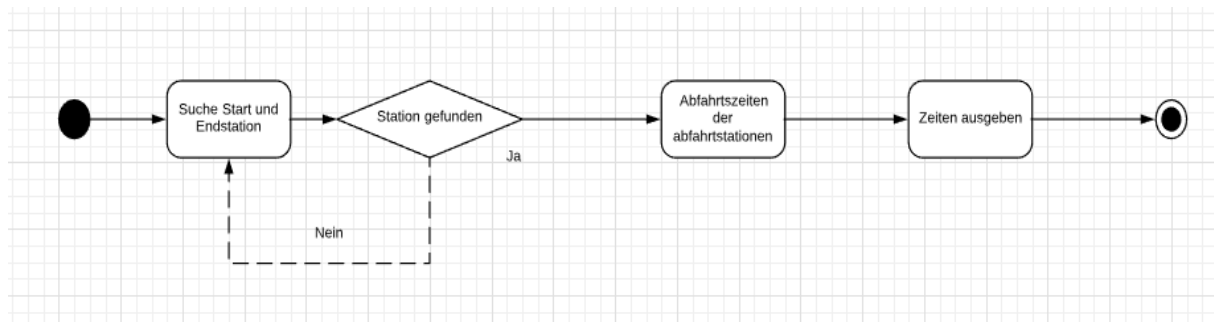 Suche Start und
Endstation
Station gefunden
Ja
Nein
Abfahrtszeiten
der
abfahrtstationen
Zeiten ausgeben